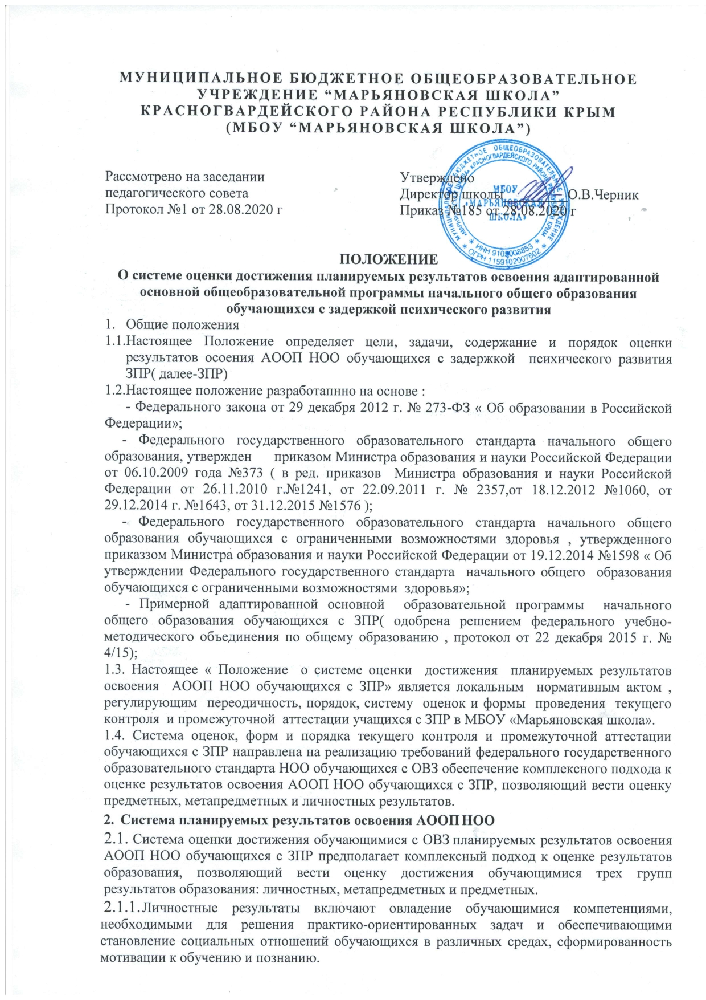 МУНИЦИПАЛЬНОЕ БЮДЖЕТНОЕ ОБЩЕОБРАЗОВАТЕЛЬНОЕ
УЧРЕЖДЕНИЕ “МАРЬЯНОВСКАЯ ШКОЛА”
КРАСНОГВАРДЕЙСКОГО РАЙОНА РЕСПУБЛИКИ КРЫМ
(МБОУ “МАРЬЯНОВСКАЯ ШКОЛА”)
Рассмотрено на заседании
педагогического совета
Протокол №1 от 28.08.2020 г
Утверждено
Директор школы О.В.Черник
Приказ №185 от 28.08.2020 г
МУНИЦИПАЛЬНОЕ БЮДЖЕТНОЕ ОБЩЕОБРАЗОВАТЕЛЬНОЕ УЧРЕЖДЕНИЕ
«МАРЬЯНОВСКАЯ ШКОЛА» КРАСНОГВАРДЕЙСКОГО РАЙОНА РЕСПУБЛИКИ КРЫМ
МБОУ
«МАРЬЯНОВСКАЯ
ШКОЛА»
ИНН 9105008853
ОГРН 1159102007602
ПОЛОЖЕНИЕ
О системе оценки достижения планируемых результатов освоения адаптированной
основной общеобразовательной программы начального общего образования
обучающихся с задержкой психического развития
1. Общие положения
1.1.Настоящее Положение определяет цели, задачи, содержание и порядок оценки
результатов осоения АООП НОО обучающихся с задержкой психического развития
ЗПР( далее-ЗПР)
1.2.Настоящее положение разработапнно на основе :
- Федерального закона от 29 декабря 2012 г. № 273-ФЗ « Об образовании в Российской
Федерации»;
- Федерального государственного образовательного стандарта начального общего
образования, утвержден приказом Министра образования и науки Российской Федерации
от 06.10.2009 года №373 ( в ред. приказов Министра образования и науки Российской
Федерации от 26.11.2010 г.№1241, от 22.09.2011 г. № 2357,от 18.12.2012 №1060, от
29.12.2014 г. №1643, от 31.12.2015 №1576 );
- Федерального государственного образовательного стандарта начального общего
образования обучающихся с ограниченными возможностями здоровья , утвержденного
приказзом Министра образования и науки Российской Федерации от 19.12.2014 №1598 « Об
утверждении Федерального государственного стандарта начального общего образования
обучающихся с ограниченными возможностями здоровья»;
- Примерной адаптированной основной образовательной программы начального
общего образования обучающихся с ЗПР( одобрена решением федерального учебно-
методического объединения по общему образованию , протокол от 22 декабря 2015 г. №
4/15);
1.3. Настоящее « Положение о системе оценки достижения планируемых результатов
освоения АООП НОО обучающихся с ЗПР» является локальным нормативным актом ,
регулирующим переодичность, порядок, систему оценок и формы проведения текущего
контроля и промежуточной аттестации учащихся с ЗПР в МБОУ «Марьяновская школа».
1.4. Система оценок, форм и порядка текущего контроля и промежуточной аттестации
обучающихся с ЗПР направлена на реализацию требований федерального государственного
образовательного стандарта НОО обучающихся с ОВЗ обеспечение комплексного подхода к
оценке результатов освоения АООП НОО обучающихся с ЗПР, позволяющий вести оценку
предметных, метапредметных и личностных результатов.
2. Система планируемых результатов освоения АООП НОО
2.1. Система оценки достижения обучающимися с ОВЗ планируемых результатов освоения
АООП НОО обучающихся с ЗПР предполагает комплексный подход к оценке результатов
образования, позволяющий вести оценку достижения обучающимися трех групп
результатов образования: личностных, метапредметных и предметных.
2.1.1.Личностные результаты включают овладение обучающимися компетенциями,
необходимыми для решения практико-ориентированных задач и обеспечивающими
становление социальных отношений обучающихся в различных средах, сформированность
мотивации к обучению и познанию.